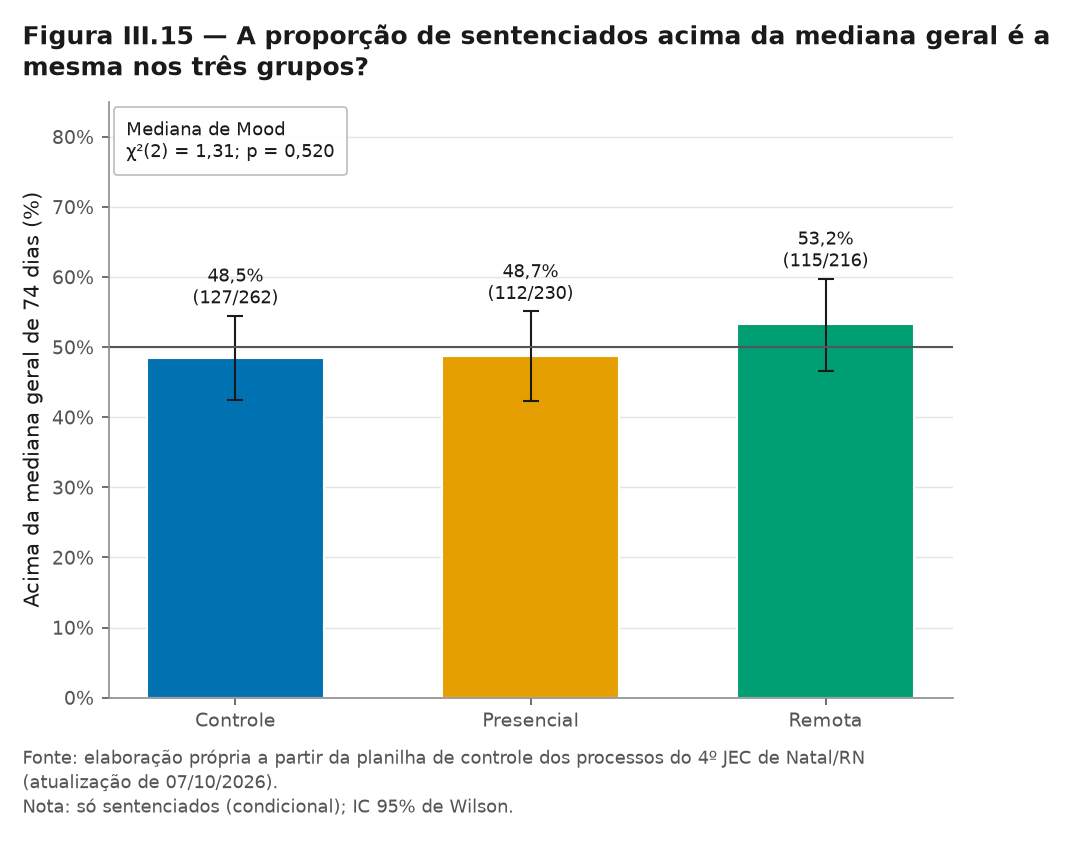 Figura III.15 — A proporção de sentenciados acima da mediana geral é a
mesma nos três grupos?
Mediana de Mood
χ²(2) = 1,31; p = 0,520
Acima da mediana geral de 74 dias (%)
80%
70%
60%
50%
40%
30%
20%
10%
0%
48,5%
(127/262)
48,7%
(112/230)
53,2%
(115/216)
Controle
Presencial
Remota
Fonte: elaboração própria a partir da planilha de controle dos processos do 4º JEC de Natal/RN
(atualização de 07/10/2026).
Nota: só sentenciados (condicional); IC 95% de Wilson.